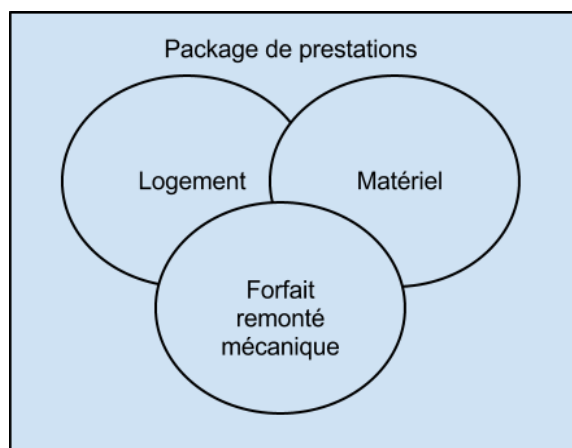 Package de prestations
Logement
Matériel
Forfait
remonté
mécanique